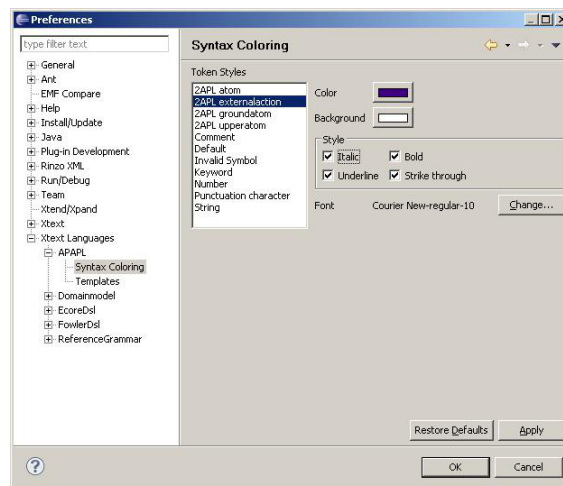 Preferences
type filter text
General
Ant
EMF Compare
Help
Install/Update
Java
Plug-in Development
Rinzo XML
Run/Debug
Team
Xtend/Xpand
Xtext
Xtext Languages
APAPL
Syntax Coloring
Templates
Domainmodel
EcoreDsl
FowlerDsl
ReferenceGrammar
Syntax Coloring
Token Styles
2APL atom
2APL externalaction
2APL groundatom
2APL upperatom
Comment
Default
Invalid Symbol
Keyword
Number
Punctuation character
String
Color
Background
Style
Italic Bold
Underline Strike through
Font Courier New-regular-10 Change...
Restore Defaults Apply
? OK Cancel